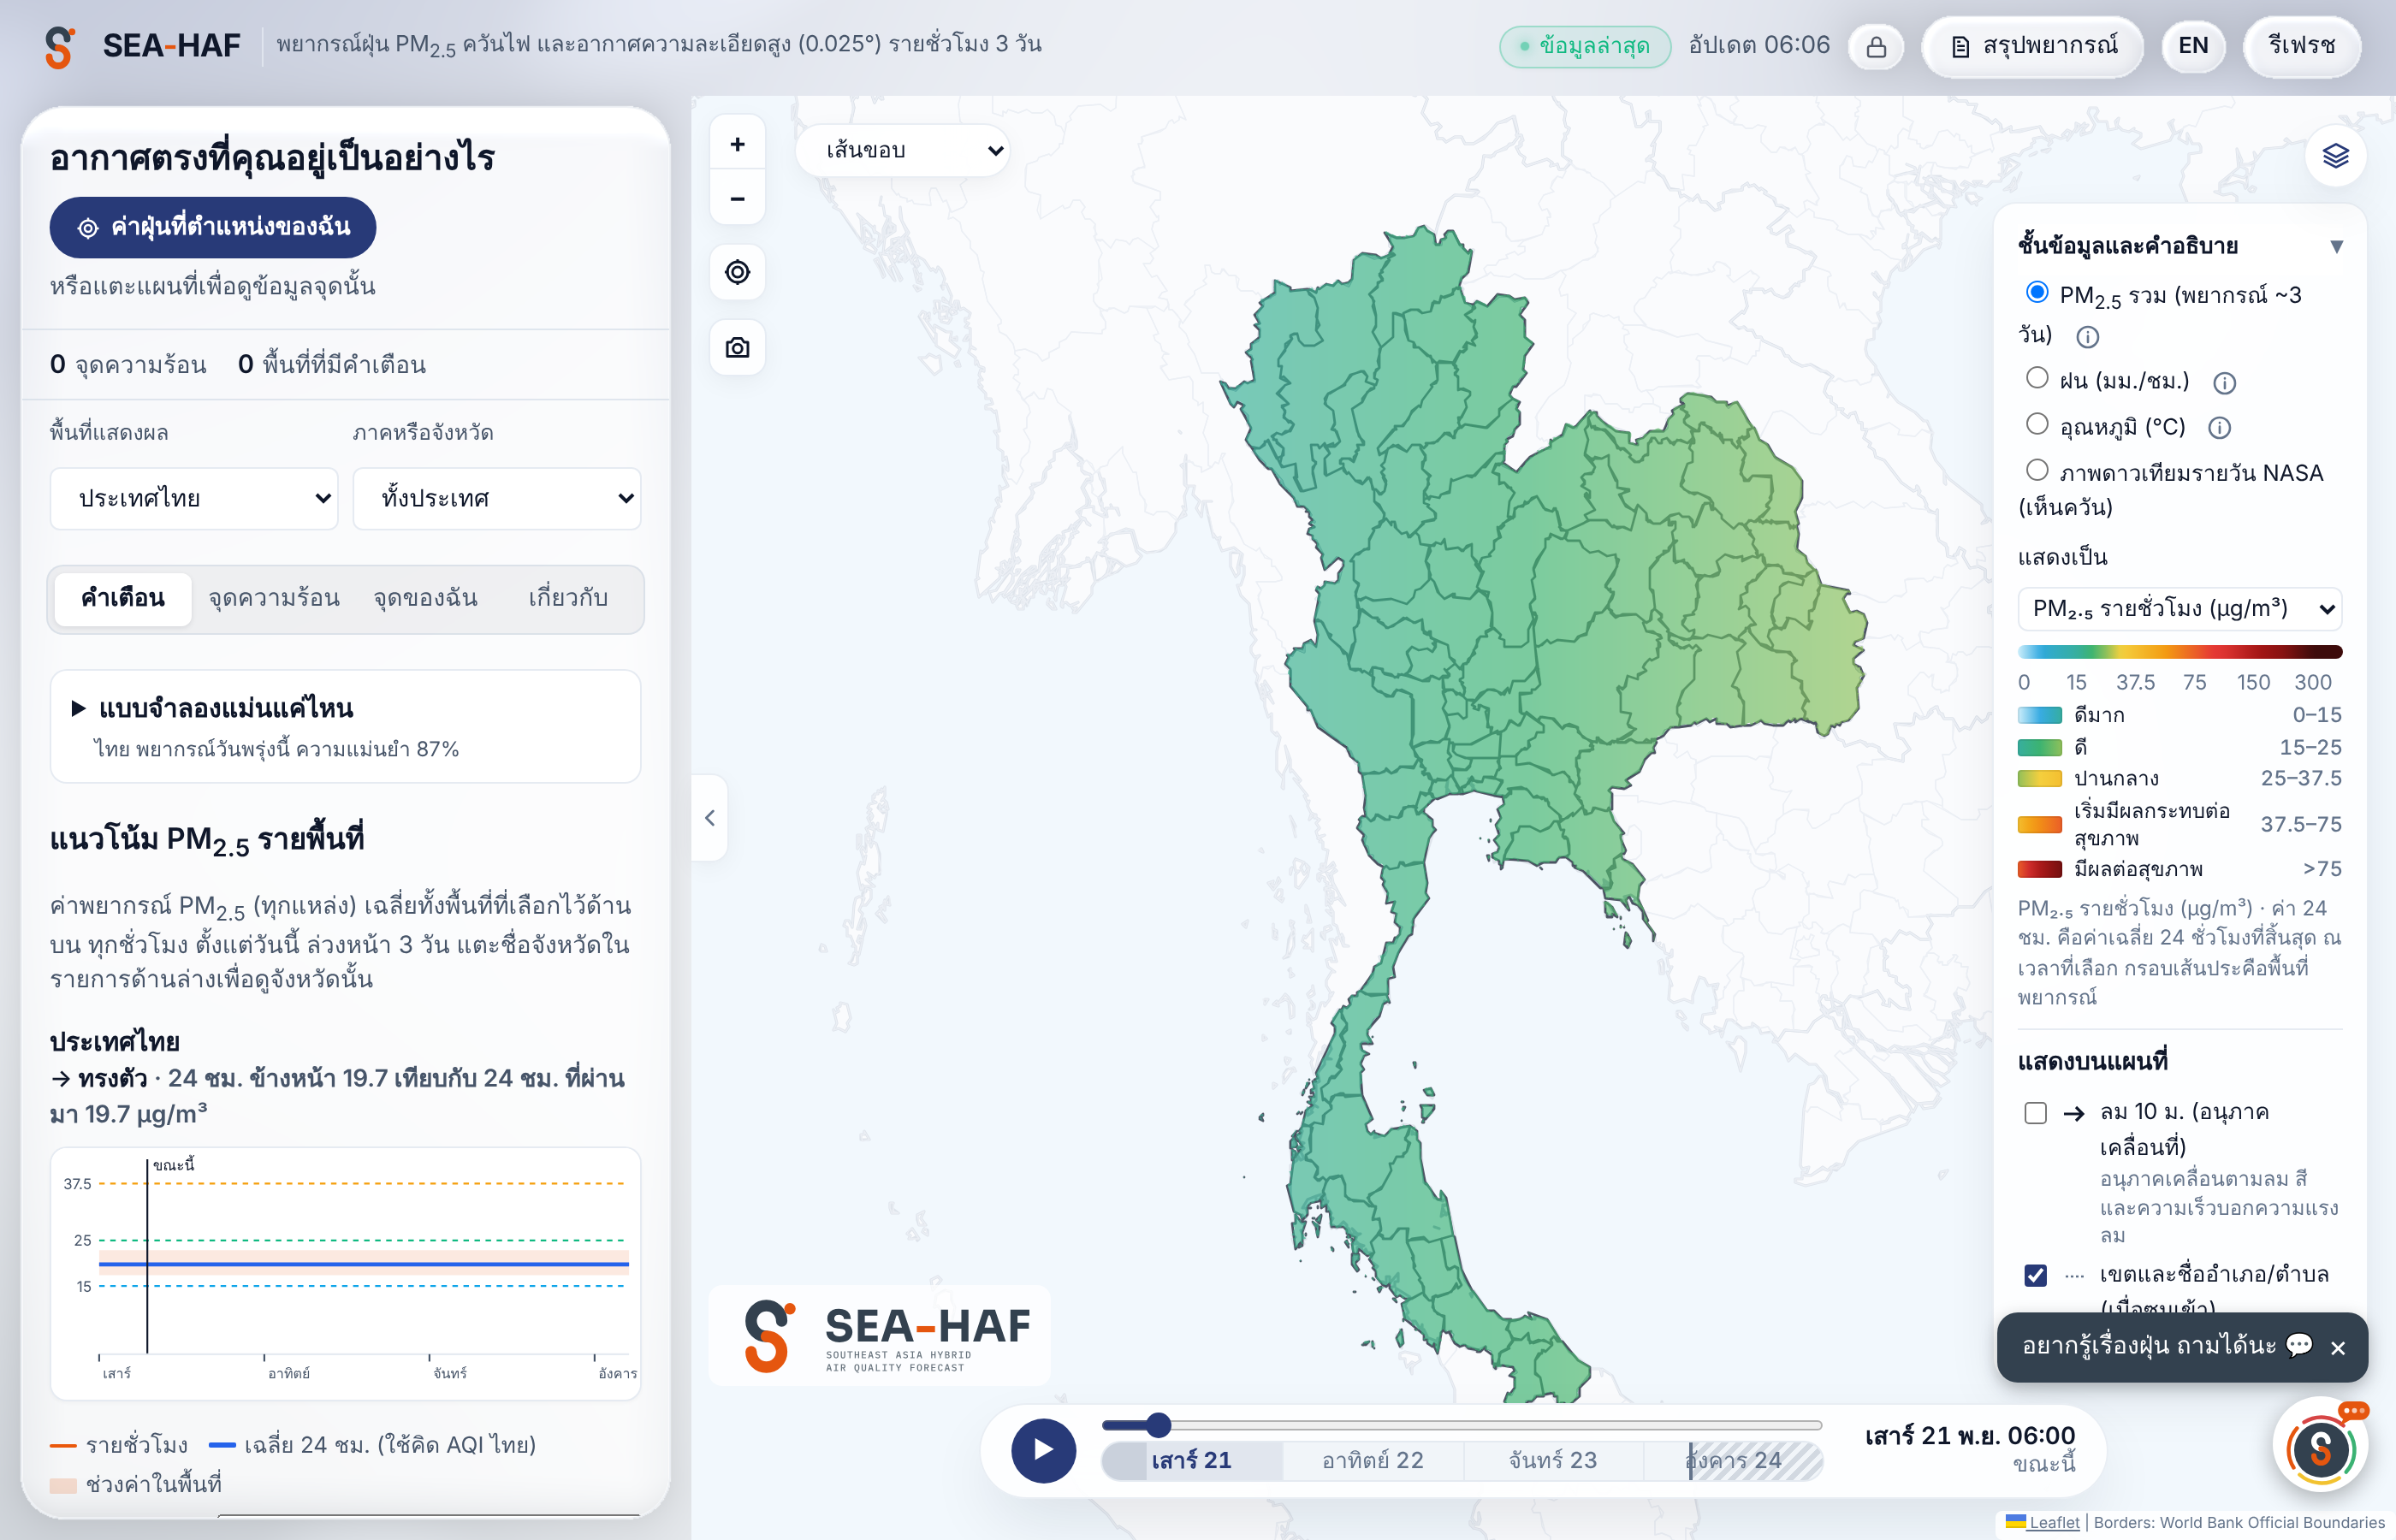 SEA-HAF
พยากรณ์ฝุ่น PM2.5 ควันไฟ และอากาศความละเอียดสูง (0.025°) รายชั่วโมง 3 วัน
ข้อมูลล่าสุด
อัปเดต 06:06
สรุปพยากรณ์
EN
รีเฟรช
อากาศตรงที่คุณอยู่เป็นอย่างไร
ค่าฝุ่นที่ตำแหน่งของฉัน
หรือแตะแผนที่เพื่อดูข้อมูลจุดนั้น
0 จุดความร้อน 0 พื้นที่ที่มีคำเตือน
พื้นที่แสดงผล
ภาคหรือจังหวัด
ประเทศไทย
ทั้งประเทศ
คำเตือน
จุดความร้อน
จุดของฉัน
เกี่ยวกับ
▶ แบบจำลองแม่นแค่ไหน
ไทย พยากรณ์วันพรุ่งนี้ ความแม่นยำ 87%
แนวโน้ม PM2.5 รายพื้นที่
ค่าพยากรณ์ PM2.5 (ทุกแหล่ง) เฉลี่ยทั้งพื้นที่ที่เลือกไว้ด้าน
บน ทุกชั่วโมง ตั้งแต่วันนี้ ล่วงหน้า 3 วัน แตะชื่อจังหวัดใน
รายการด้านล่างเพื่อดูจังหวัดนั้น
ประเทศไทย
→ ทรงตัว · 24 ชม. ข้างหน้า 19.7 เทียบกับ 24 ชม. ที่ผ่าน
มา 19.7 µg/m³
ขณะนี้
37.5
25
15
เสาร์
อาทิตย์
จันทร์
อังคาร
รายชั่วโมง
เฉลี่ย 24 ชม. (ใช้คิด AQI ไทย)
ช่วงค่าในพื้นที่
+
−
เส้นขอบ
SEA-HAF
SOUTHEAST ASIA HYBRID
AIR QUALITY FORECAST
เสาร์ 21
อาทิตย์ 22
จันทร์ 23
อังคาร 24
เสาร์ 21 พ.ย. 06:00
ขณะนี้
ชั้นข้อมูลและคำอธิบาย ▼
PM2.5 รวม (พยากรณ์ ~3
วัน)
ฝน (มม./ชม.)
อุณหภูมิ (°C)
ภาพดาวเทียมรายวัน NASA
(เห็นควัน)
แสดงเป็น
PM₂.₅ รายชั่วโมง (µg/m³)
0 15 37.5 75 150 300
ดีมาก 0–15
ดี 15–25
ปานกลาง 25–37.5
เริ่มมีผลกระทบต่อ
สุขภาพ 37.5–75
มีผลต่อสุขภาพ >75
PM₂.₅ รายชั่วโมง (µg/m³) · ค่า 24
ชม. คือค่าเฉลี่ย 24 ชั่วโมงที่สิ้นสุด ณ
เวลาที่เลือก กรอบเส้นประคือพื้นที่
พยากรณ์
แสดงบนแผนที่
→ ลม 10 ม. (อนุภาค
เคลื่อนที่)
อนุภาคเคลื่อนตามลม สี
และความเร็วบอกความแรง
ลม
เขตและชื่ออำเภอ/ตำบล
(เมื่อซูมเข้า)
อยากรู้เรื่องฝุ่น ถามได้นะ 💬 ×
Leaflet | Borders: World Bank Official Boundaries